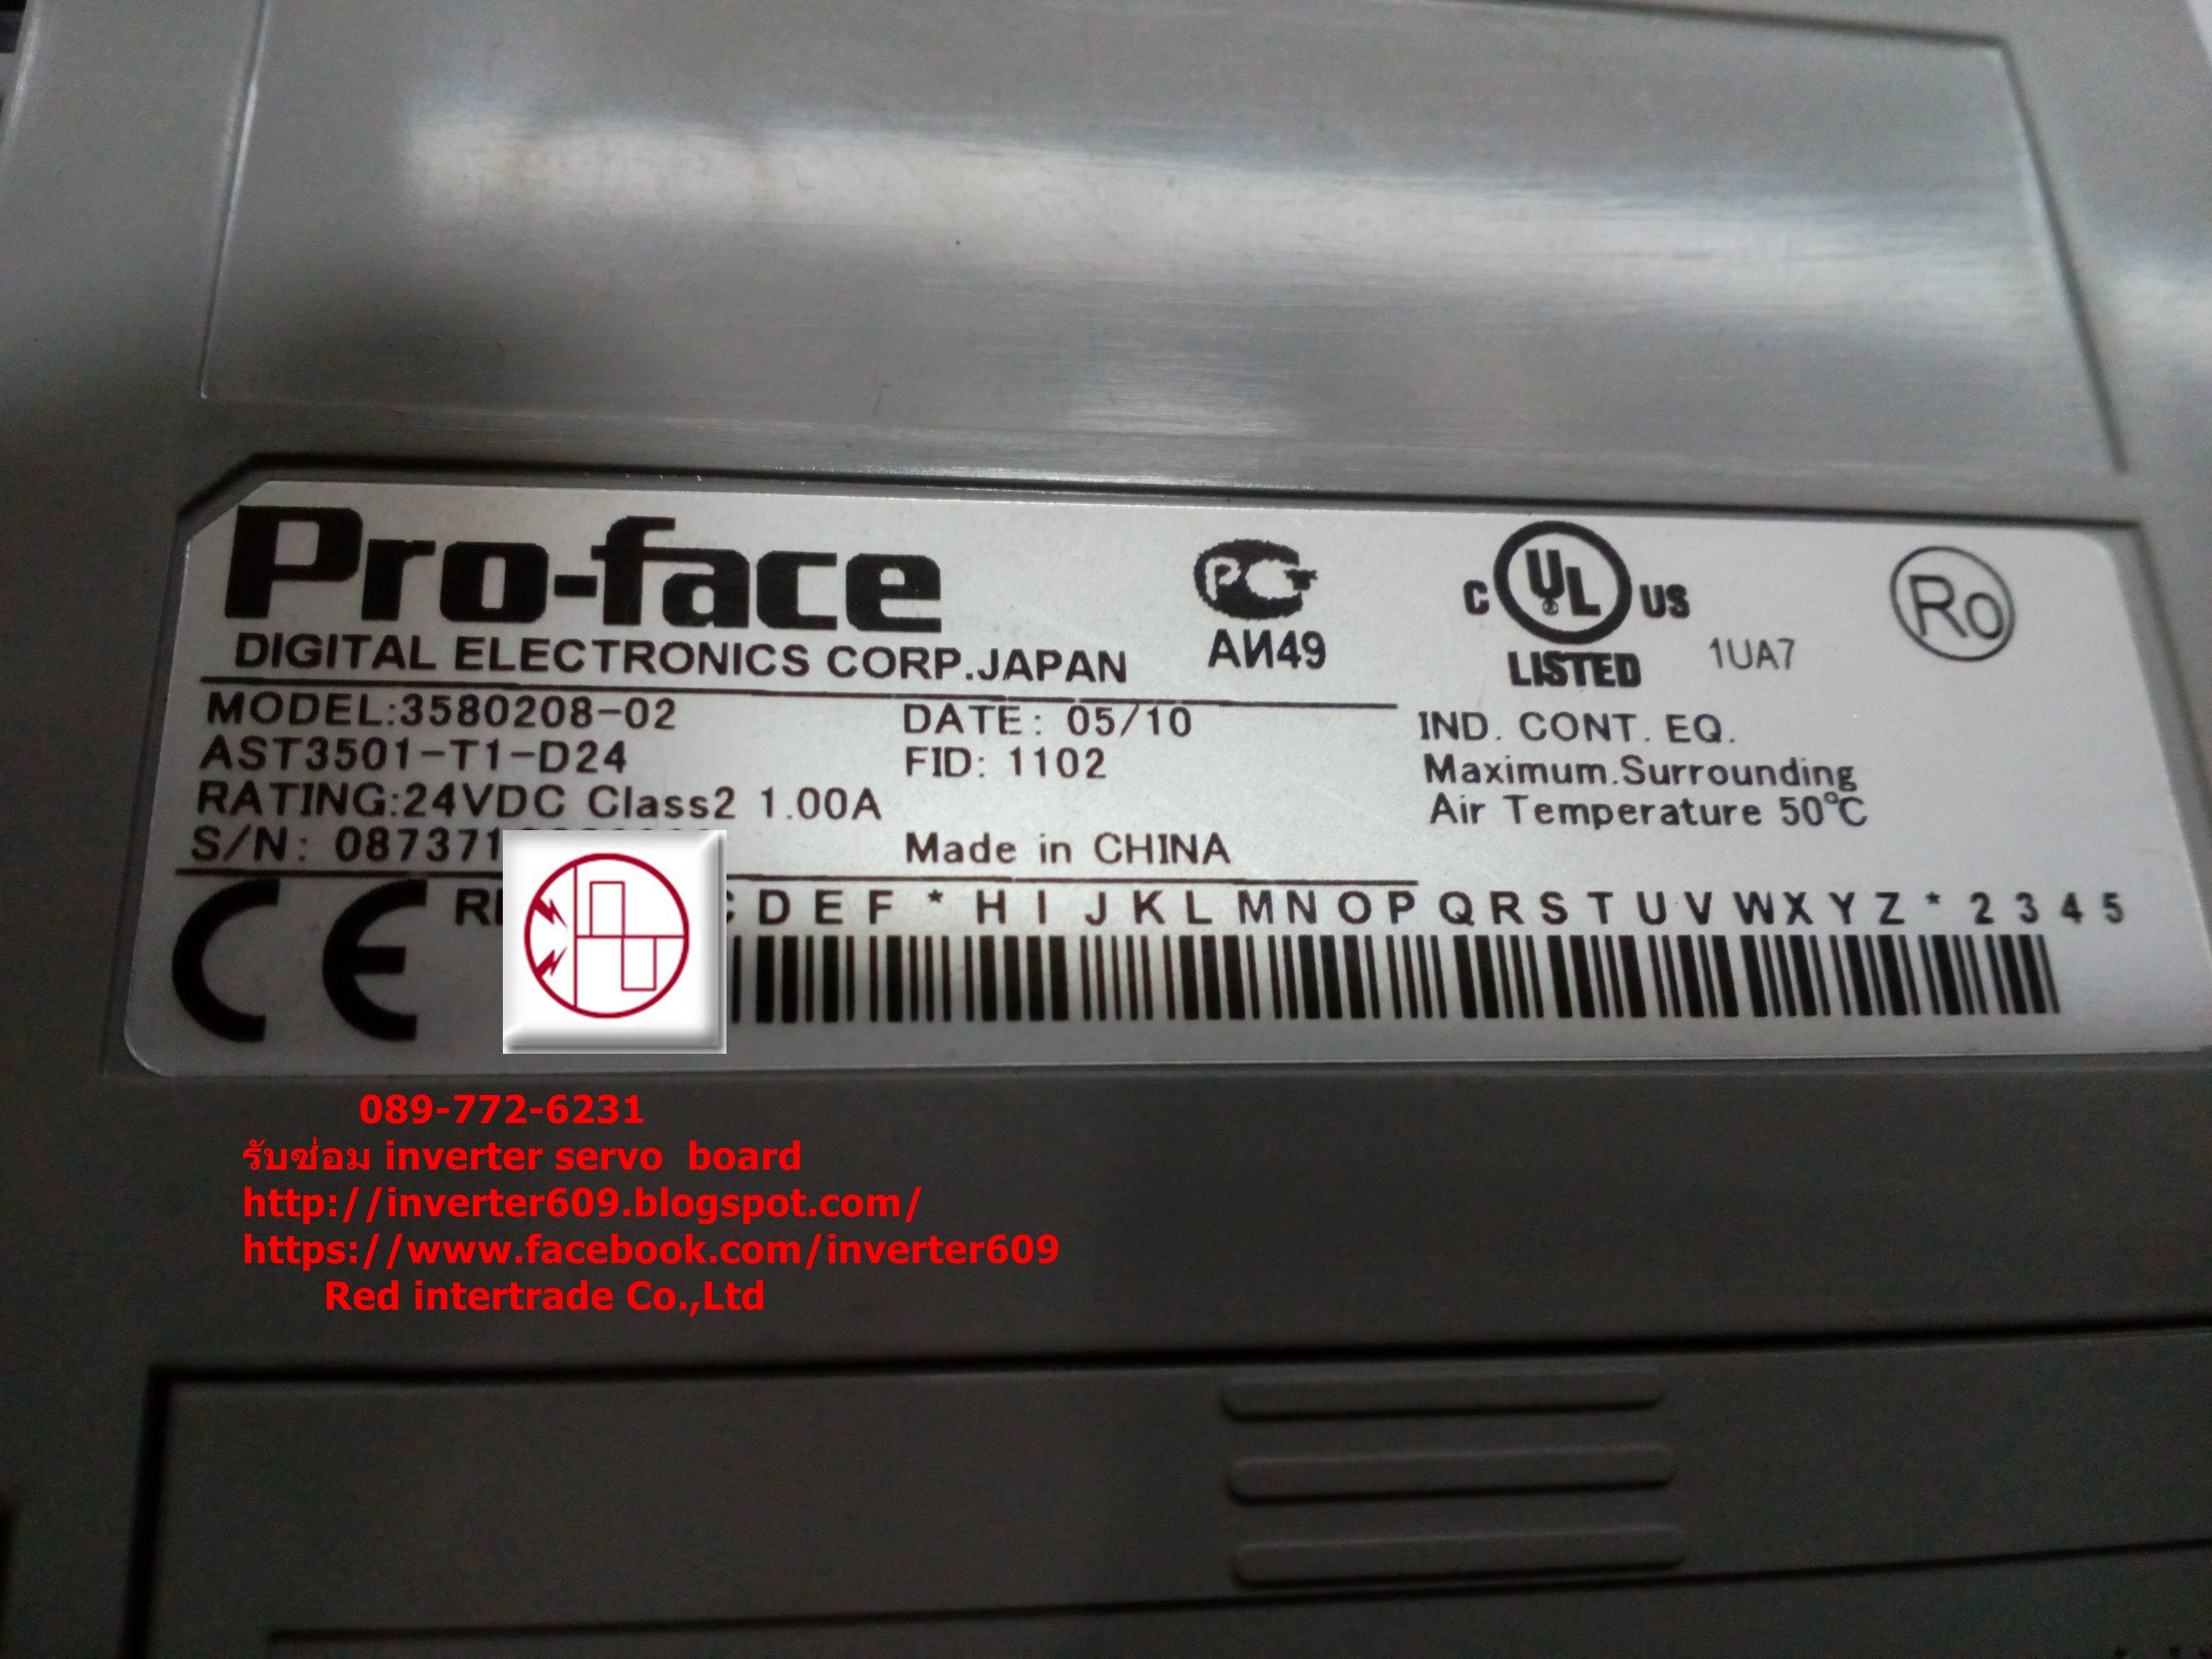 Pro-face
DIGITAL ELECTRONICS CORP.JAPAN
АИ49
C UL US
LISTED
1UA7
Ro
MODEL:3580208-02
DATE: 05/10
AST3501-T1-D24
FID: 1102
RATING:24VDC Class2 1.00A
S/N:
Made in CHINA
IND. CONT. EQ.
Maximum.Surrounding
Air Temperature 50℃
CE
D E F * H I J K L M N O P Q R S T U V W X Y Z * 2 3 4 5
089-772-6231
รับซ่อม inverter servo board
http://inverter609.blogspot.com/
https://www.facebook.com/inverter609
Red intertrade Co.,Ltd